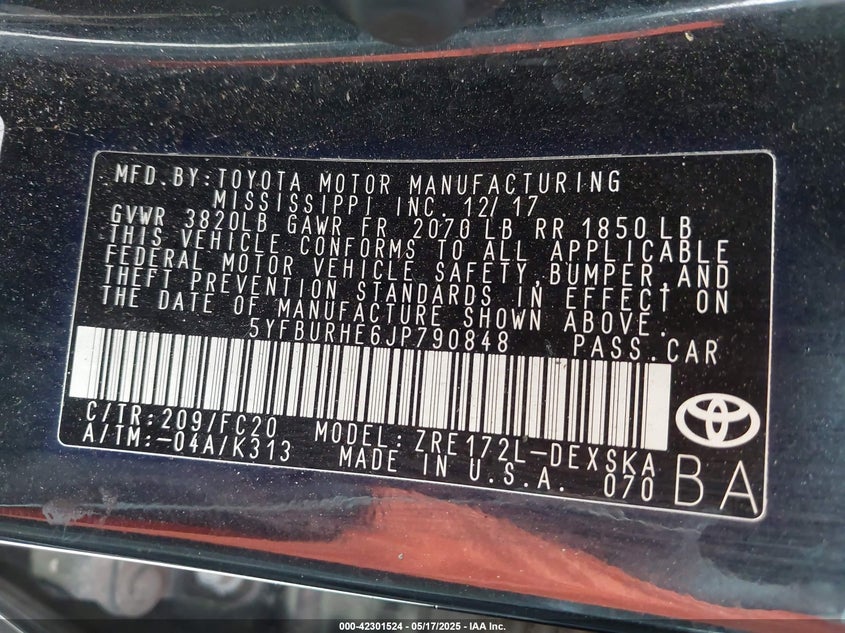 MFD.BY:TOYOTA MOTOR MANUFACTURING
MISSISSIPPI INC. 12/17
GVWR 3820LB GAWR FR 2070 LB RR 1850 LB
THIS VEHICLE CONFORMS TO ALL APPLICABLE
FEDERAL MOTOR VEHICLE SAFETY,BUMPER,AND
THEFT PREVENTION STANDARDS IN EFFECT ON
THE DATE OF MANUFACTURE SHOWN ABOVE.
5YFBURHE6JP790848 PASS.CAR
C/TR:209/FC20 MODEL: ZRE172L-DEXSKA
A/TM:-04A/K313 MADE IN U.S.A. 070
BA
000-42301524 | 05/17/2025 - IAA Inc.